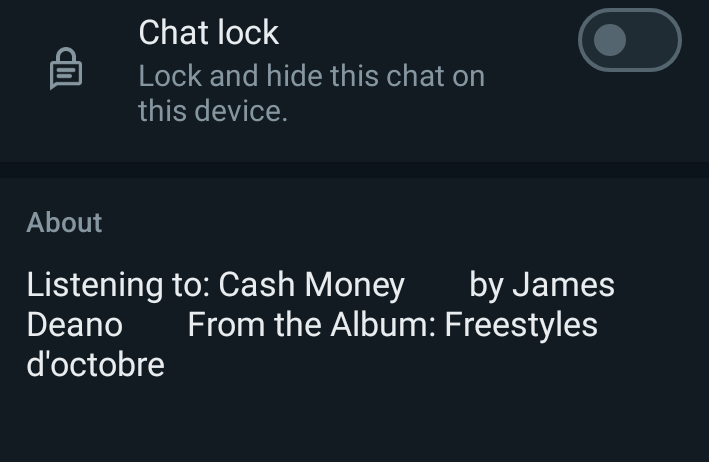 Chat lock
Lock and hide this chat on
this device.
About
Listening to: Cash Money by James
Deano From the Album: Freestyles
d'octobre